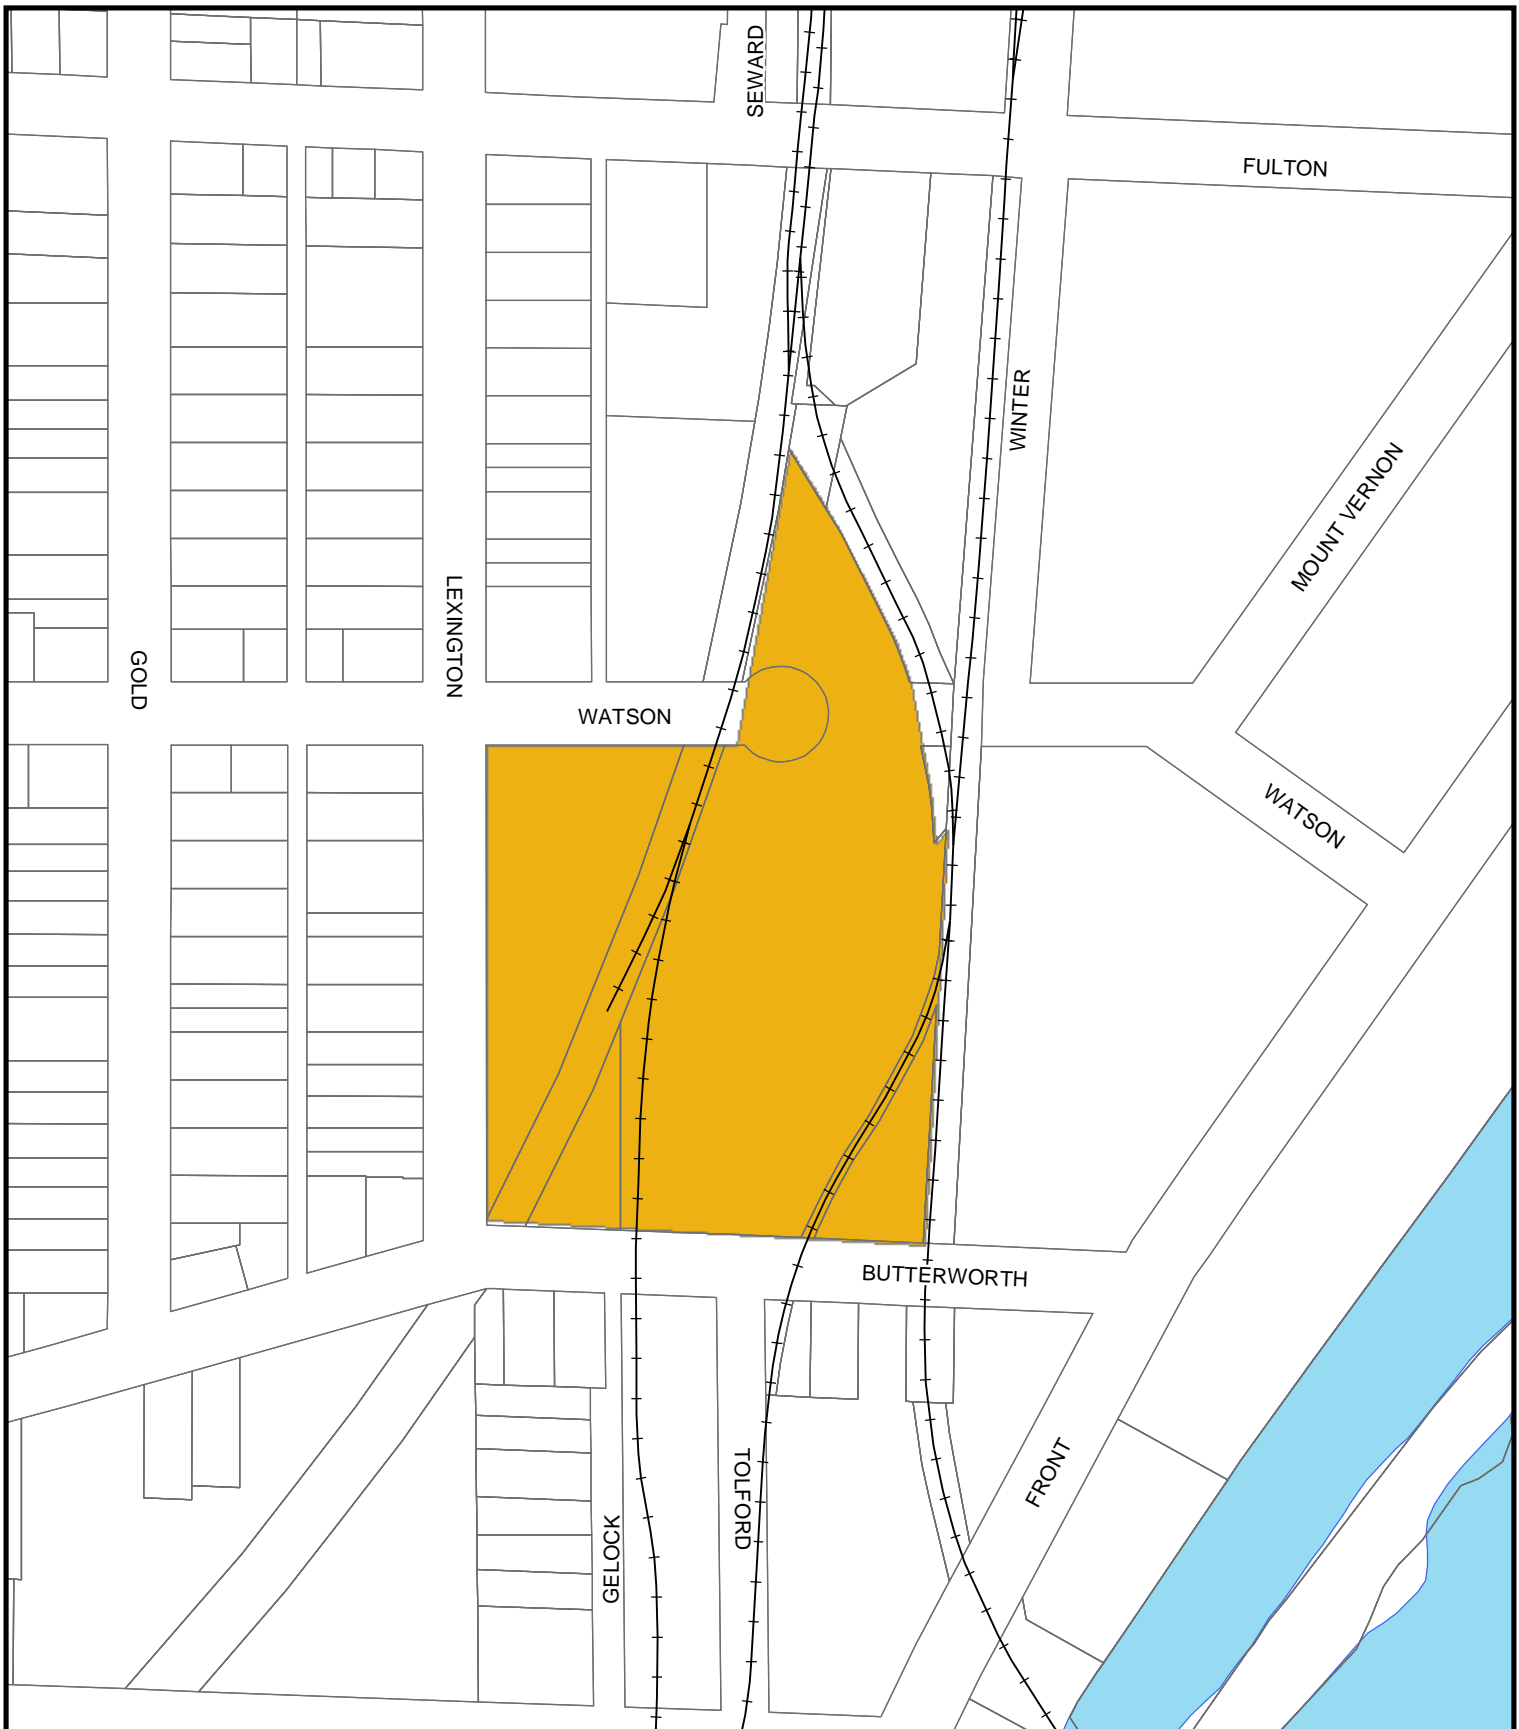 SEWARD
FULTON
WINTER
MOUNT VERNON
LEXINGTON
GOLD
WATSON
WATSON
BUTTERWORTH
FRONT
TOLFORD
GELOCK